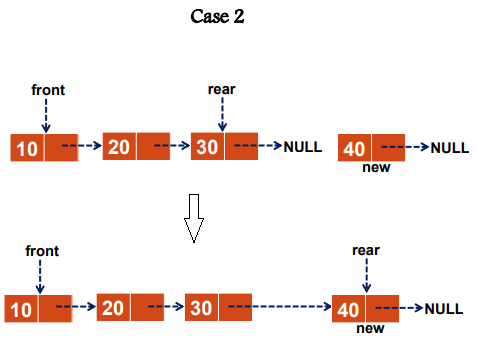 Case 2
front rear
10 20 30 NULL 40 NULL
new
front rear
10 20 30 40 NULL
new